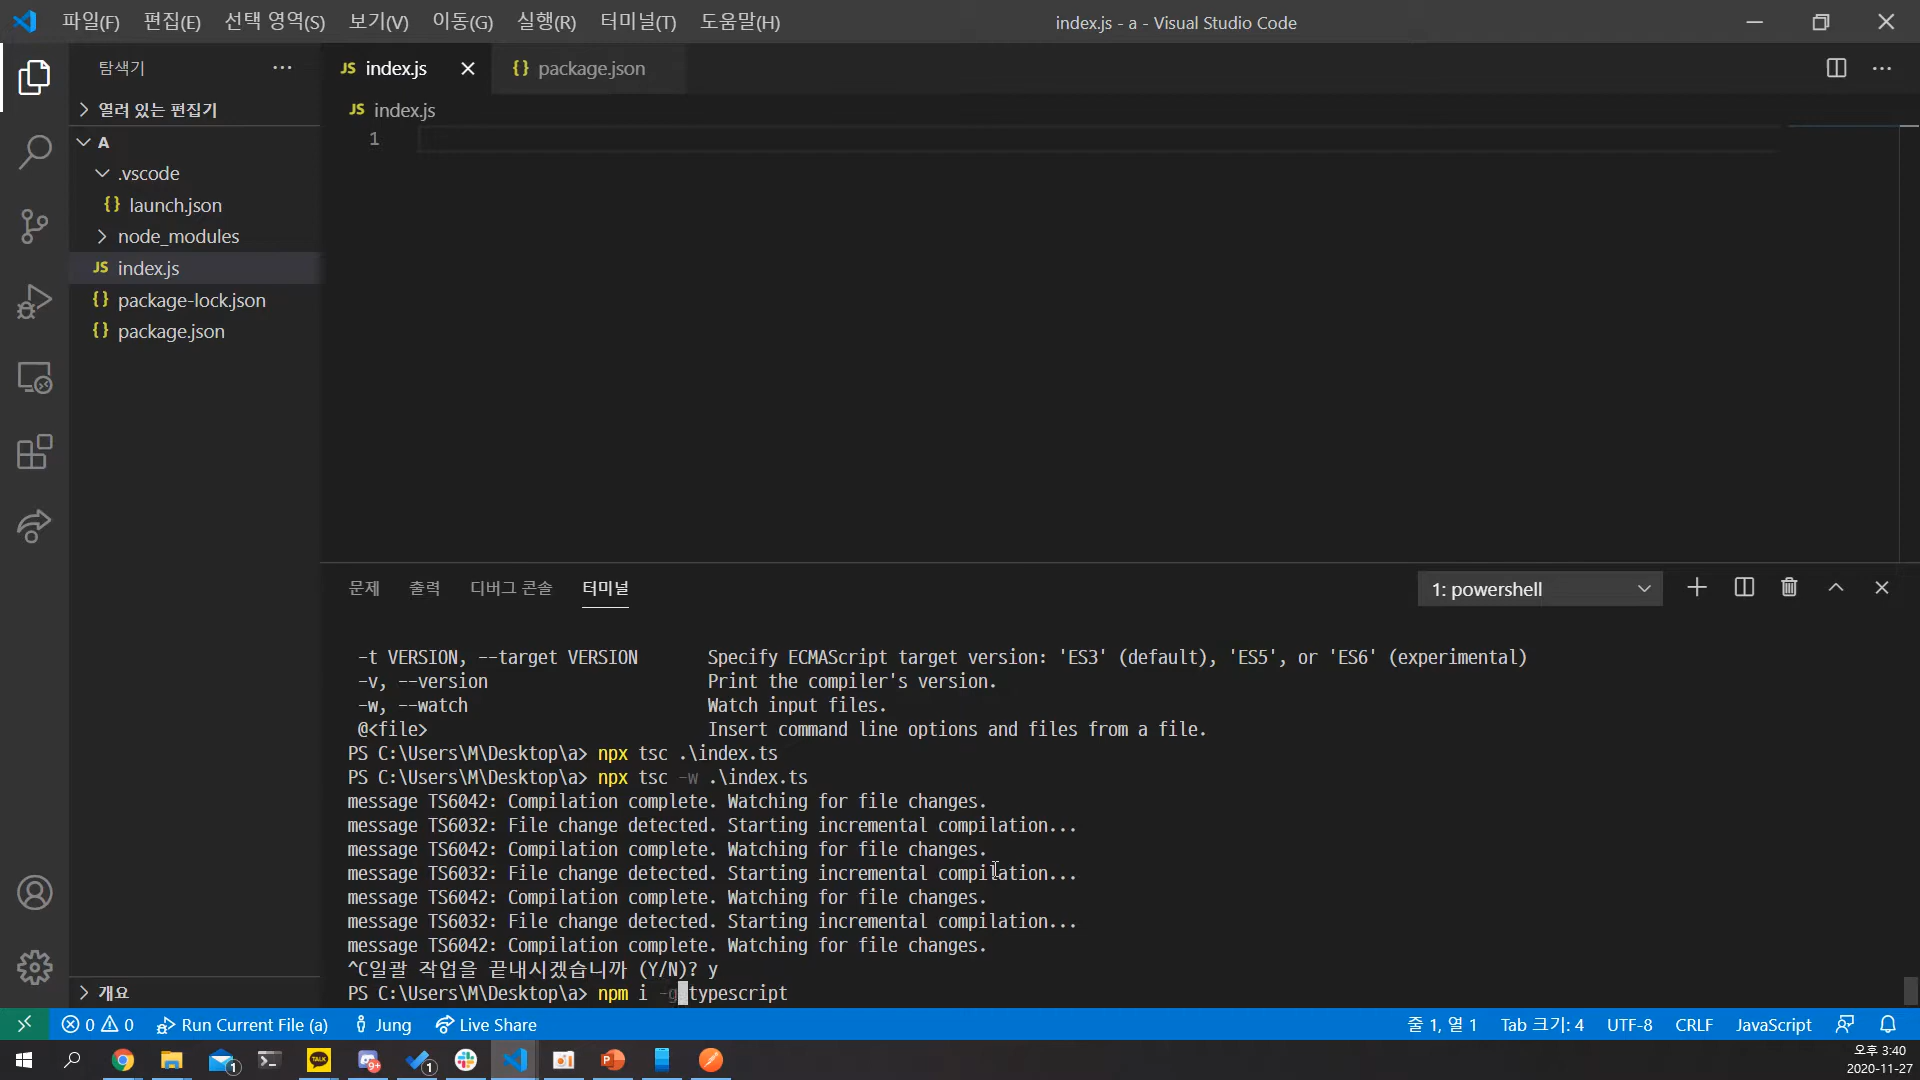 파일(F) 편집(E) 선택 영역(S) 보기(V) 이동(G) 실행(R) 터미널(T) 도움말(H) index.js - a - Visual Studio Code
탐색기
JS index.js
{} package.json
열려 있는 편집기
JS index.js
A
1
.vscode
{} launch.json
node_modules
JS index.js
{} package-lock.json
{} package.json
문제 출력 디버그 콘솔 터미널 1: powershell
-t VERSION, --target VERSION Specify ECMAScript target version: 'ES3' (default), 'ES5', or 'ES6' (experimental)
-v, --version Print the compiler's version.
-w, --watch Watch input files.
@<file> Insert command line options and files from a file.
PS C:\Users\M\Desktop\a> npx tsc .\index.ts
PS C:\Users\M\Desktop\a> npx tsc -w .\index.ts
message TS6042: Compilation complete. Watching for file changes.
message TS6032: File change detected. Starting incremental compilation...
message TS6042: Compilation complete. Watching for file changes.
message TS6032: File change detected. Starting incremental compilation...
message TS6042: Compilation complete. Watching for file changes.
message TS6032: File change detected. Starting incremental compilation...
message TS6042: Compilation complete. Watching for file changes.
^C일괄 작업을 끝내시겠습니까 (Y/N)? y
개요
PS C:\Users\M\Desktop\a> npm i -g typescript
0 0 Run Current File (a) Jung Live Share 줄 1, 열 1 Tab 크기: 4 UTF-8 CRLF JavaScript
1 TALK 9+ 1
오후 3:40
2020-11-27